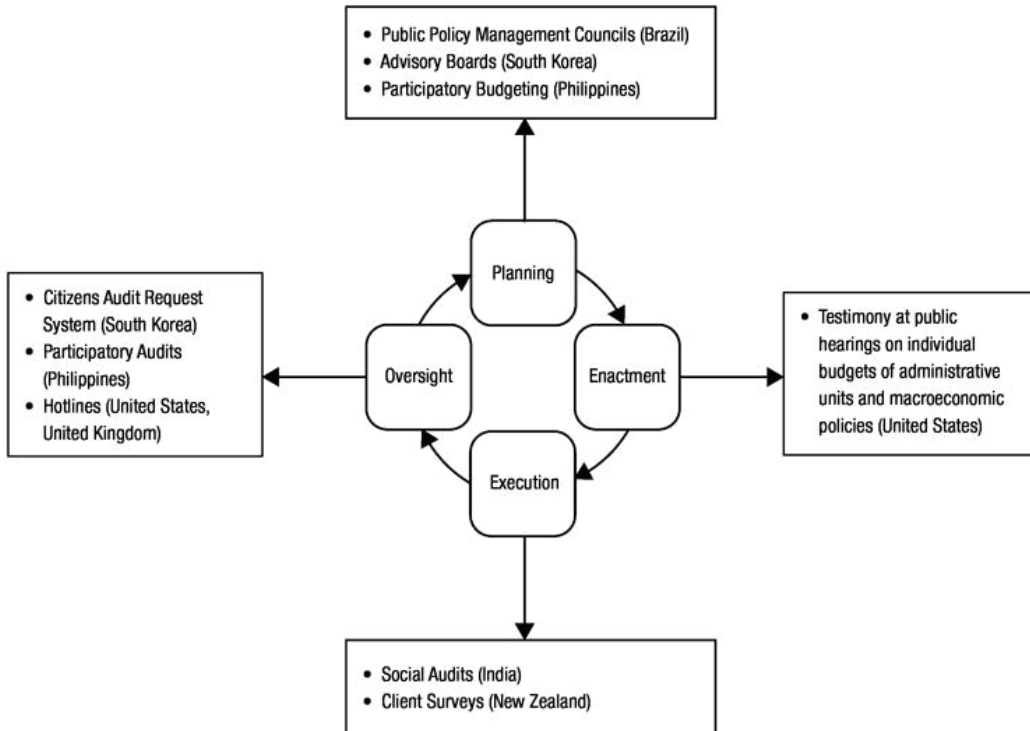 • Public Policy Management Councils (Brazil)
• Advisory Boards (South Korea)
• Participatory Budgeting (Philippines)
Planning
• Citizens Audit Request
System (South Korea)
• Participatory Audits
(Philippines)
• Hotlines (United States,
United Kingdom)
Oversight
Enactment
• Testimony at public
hearings on individual
budgets of administrative
units and macroeconomic
policies (United States)
Execution
• Social Audits (India)
• Client Surveys (New Zealand)